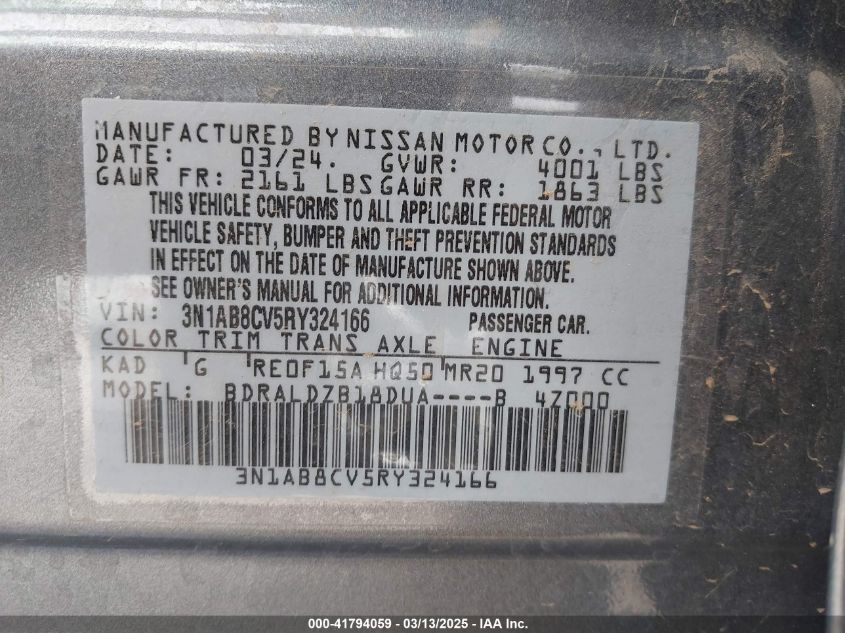 MANUFACTURED BY NISSAN MOTOR CO., LTD.
DATE: 03/24. GVWR: 4001 LBS
GAWR FR: 2161 LBS GAWR RR: 1863 LBS
THIS VEHICLE CONFORMS TO ALL APPLICABLE FEDERAL MOTOR
VEHICLE SAFETY, BUMPER AND THEFT PREVENTION STANDARDS
IN EFFECT ON THE DATE OF MANUFACTURE SHOWN ABOVE.
SEE OWNER'S MANUAL FOR ADDITIONAL INFORMATION.
VIN: 3N1AB8CV5RY324166 PASSENGER CAR.
COLOR TRIM TRANS AXLE ENGINE
KAD G RE0F15A HQ50 MR20 1997 CC
MODEL: BDRALDZB18DUA----B 4Z000
3N1AB8CV5RY324166
000-41794059 - 03/13/2025 - IAA Inc.